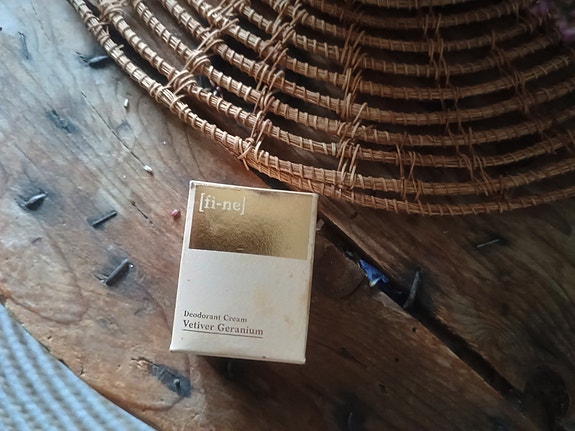 [fi-ne]
Deodorant Cream
Vetiver Geranium